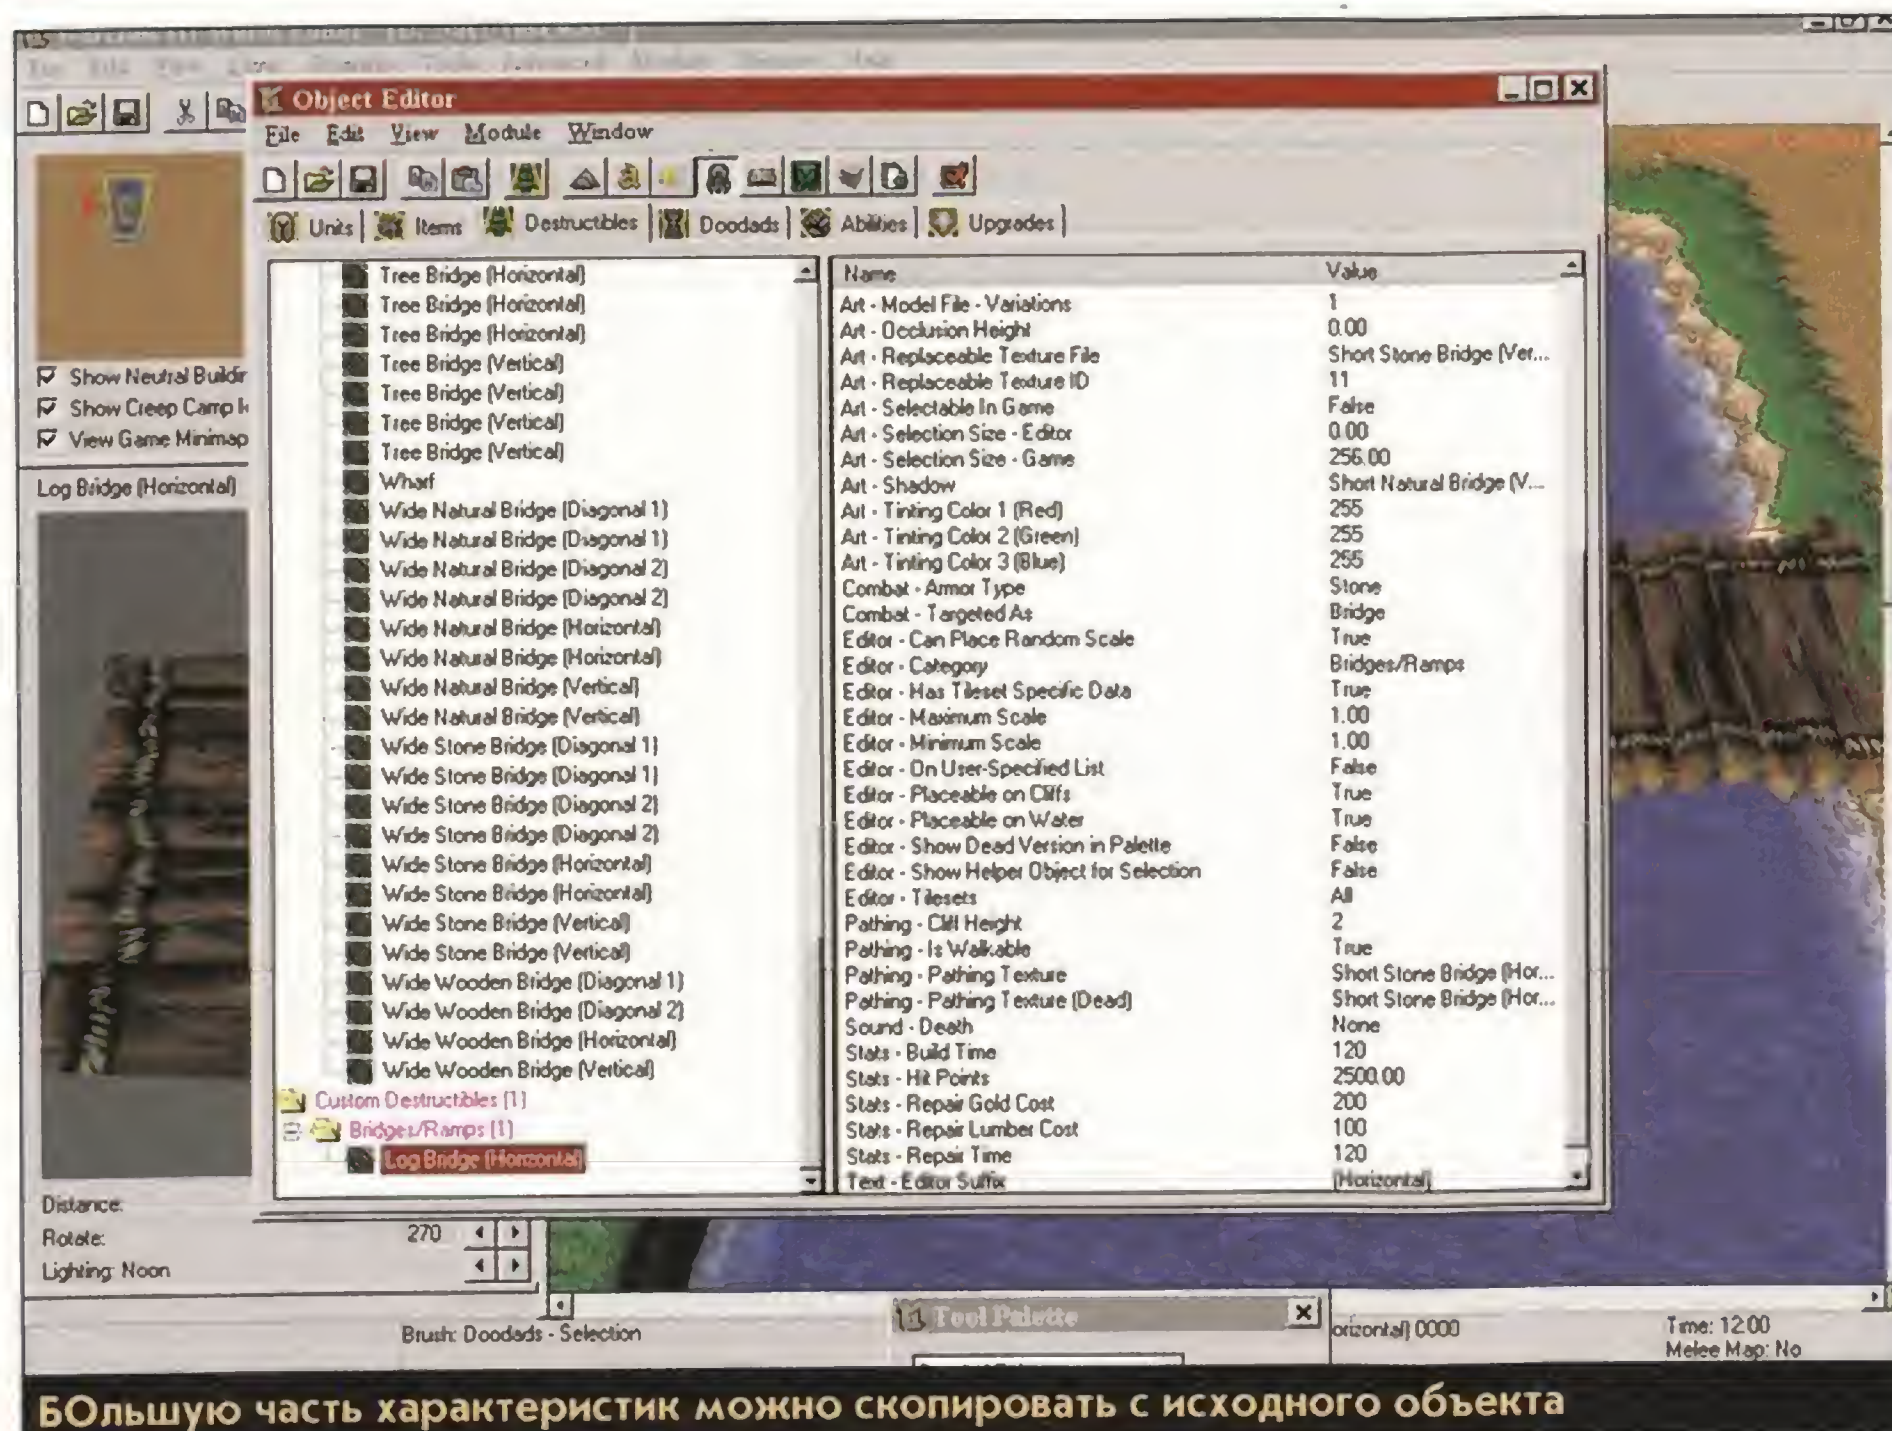 Object Editor
File Edit View Module Window
Units Items Destructibles Doodads Abilities Upgrades
Show Neutral Buildin
Show Creep Camp I
View Game Minimap
Log Bridge (Horizontal)
Tree Bridge (Horizontal)
Tree Bridge (Horizontal)
Tree Bridge (Horizontal)
Tree Bridge (Vertical)
Tree Bridge (Vertical)
Tree Bridge (Vertical)
Tree Bridge (Vertical)
Wharf
Wide Natural Bridge (Diagonal 1)
Wide Natural Bridge (Diagonal 1)
Wide Natural Bridge (Diagonal 2)
Wide Natural Bridge (Diagonal 2)
Wide Natural Bridge (Horizontal)
Wide Natural Bridge (Horizontal)
Wide Natural Bridge (Vertical)
Wide Natural Bridge (Vertical)
Wide Stone Bridge (Diagonal 1)
Wide Stone Bridge (Diagonal 1)
Wide Stone Bridge (Diagonal 2)
Wide Stone Bridge (Diagonal 2)
Wide Stone Bridge (Horizontal)
Wide Stone Bridge (Horizontal)
Wide Stone Bridge (Vertical)
Wide Stone Bridge (Vertical)
Wide Wooden Bridge (Diagonal 1)
Wide Wooden Bridge (Diagonal 2)
Wide Wooden Bridge (Horizontal)
Wide Wooden Bridge (Vertical)
Custom Destructibles (1)
Bridges/Ramps (1)
Log Bridge (Horizontal)
Name Value
Art - Model File - Variations 1
Art - Occlusion Height 0.00
Art - Replaceable Texture File Short Stone Bridge (Ver...
Art - Replaceable Texture ID 11
Art - Selectable In Game False
Art - Selection Size - Editor 0.00
Art - Selection Size - Game 256.00
Art - Shadow Short Natural Bridge (V...
Art - Tinting Color 1 (Red) 255
Art - Tinting Color 2 (Green) 255
Art - Tinting Color 3 (Blue) 255
Combat - Armor Type Stone
Combat - Targeted As Bridge
Editor - Can Place Random Scale True
Editor - Category Bridges/Ramps
Editor - Has Tileset Specific Data True
Editor - Maximum Scale 1.00
Editor - Minimum Scale 1.00
Editor - On User-Specified List False
Editor - Placeable on Cliffs True
Editor - Placeable on Water True
Editor - Show Dead Version in Palette False
Editor - Show Helper Object for Selection False
Editor - Tilesets All
Pathing - Cliff Height 2
Pathing - Is Walkable True
Pathing - Pathing Texture Short Stone Bridge (Hor...
Pathing - Pathing Texture (Dead) Short Stone Bridge (Hor...
Sound - Death None
Stats - Build Time 120
Stats - Hit Points 2500.00
Stats - Repair Gold Cost 200
Stats - Repair Lumber Cost 100
Stats - Repair Time 120
Text - Editor Suffix (Horizontal)
Distance:
Rotate: 270
Lighting: Noon
Brush: Doodads - Selection
Tool Palette
orizontal) 0000
Time: 12:00
Melee Map: No
БОльшую часть характеристик можно скопировать с исходного объекта